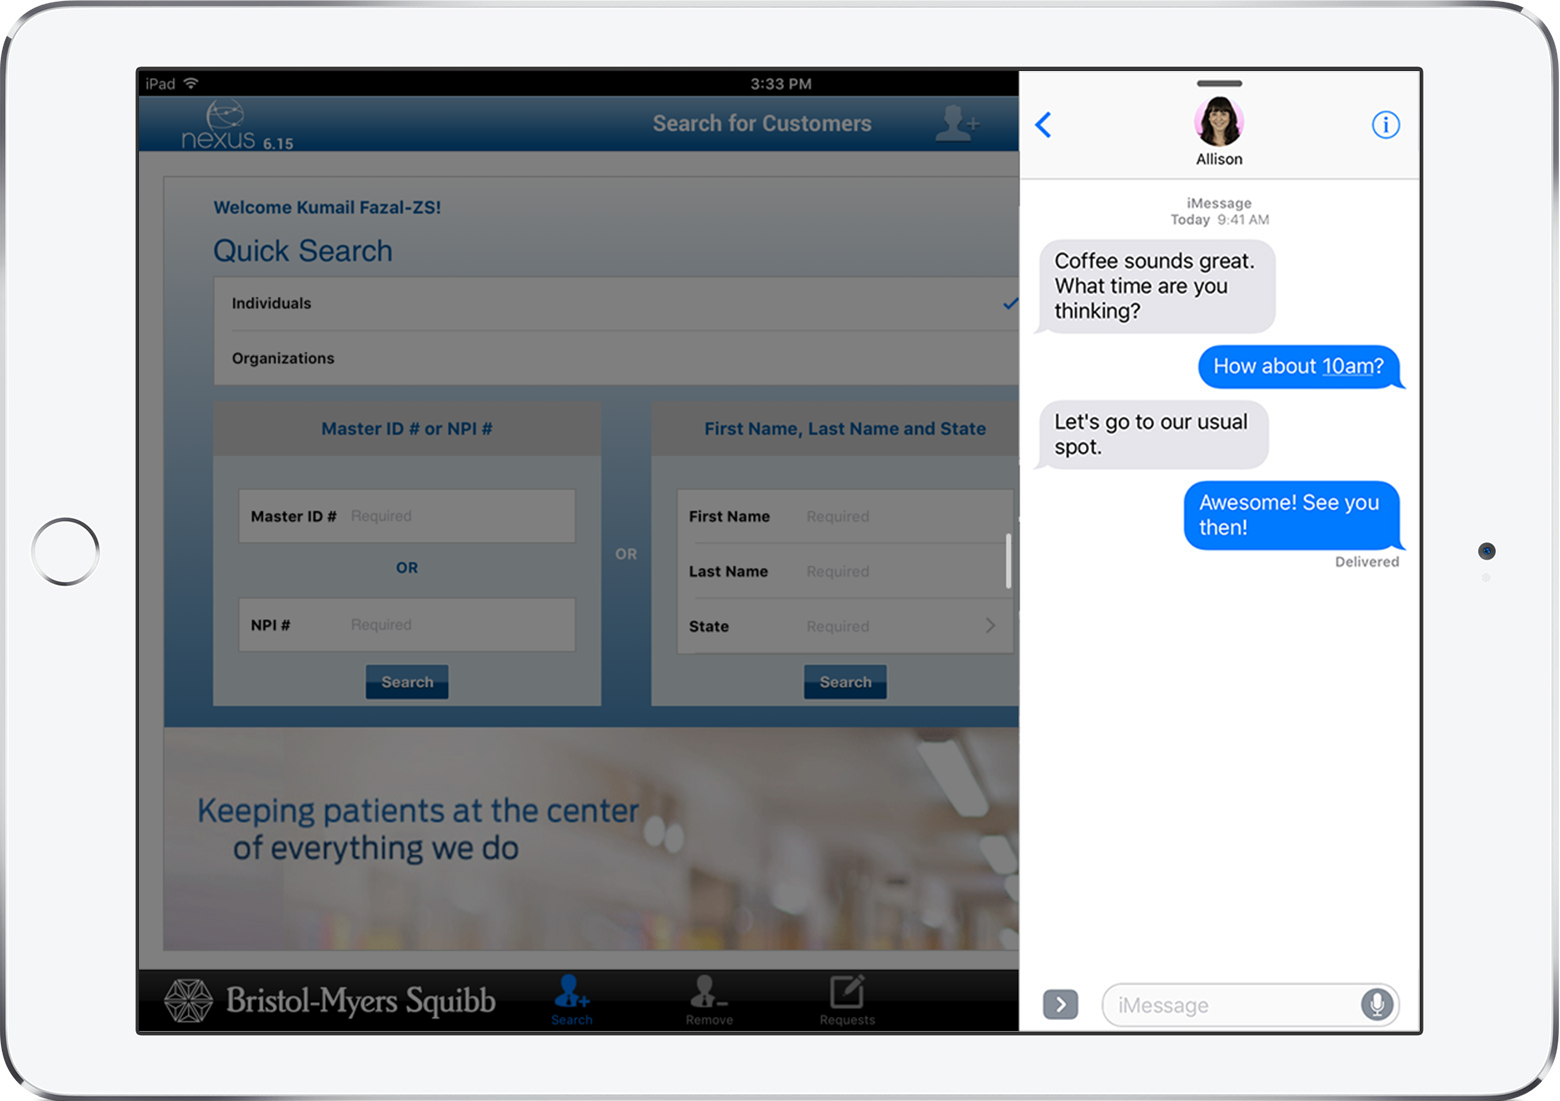 iPad
3:33 PM
nexus 6.15
Search for Customers
Welcome Kumail Fazal-ZS!
Quick Search
Individuals
Organizations
Master ID # or NPI #
Master ID # Required
OR
NPI # Required
Search
OR
First Name, Last Name and State
First Name Required
Last Name Required
State Required
Search
Keeping patients at the center
of everything we do
Bristol-Myers Squibb
Search
Remove
Requests
Allison
iMessage
Today 9:41 AM
Coffee sounds great.
What time are you
thinking?
How about 10am?
Let's go to our usual
spot.
Awesome! See you
then!
Delivered
iMessage